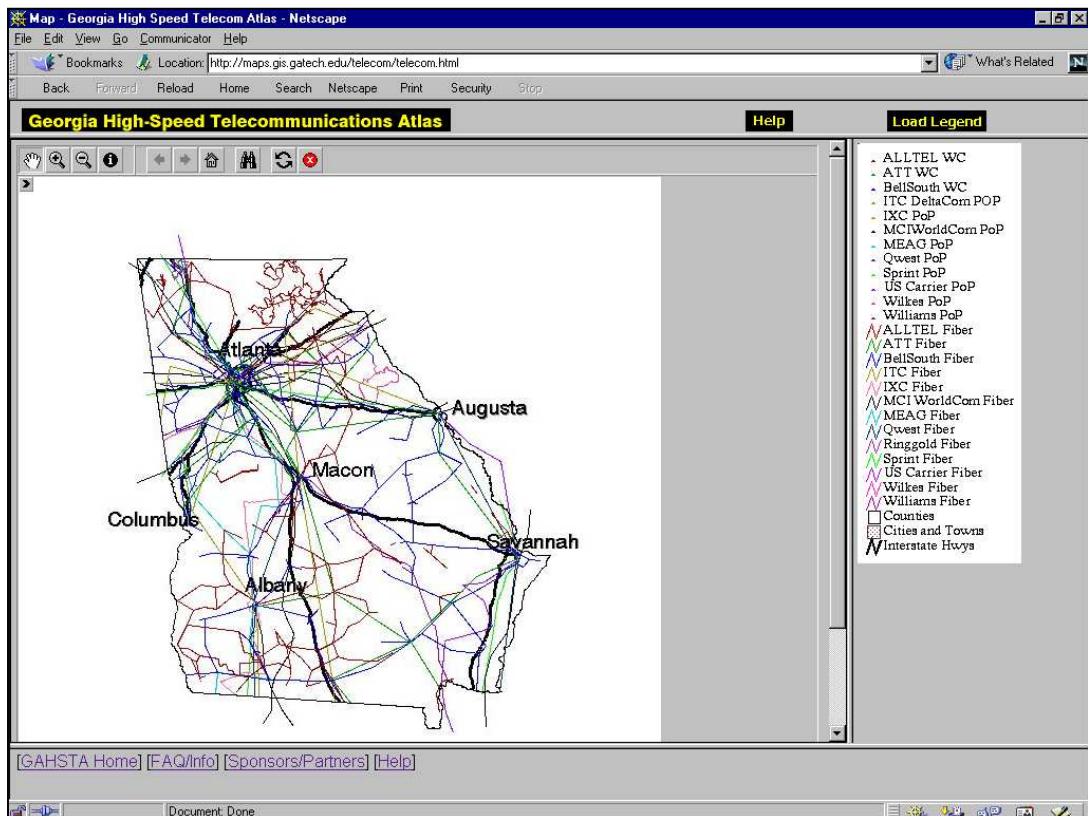 Map - Georgia High Speed Telecom Atlas - Netscape
File Edit View Go Communicator Help
Bookmarks Location: http://maps.gis.gatech.edu/telecom/telecom.html What's Related N
Back Forward Reload Home Search Netscape Print Security Stop
Georgia High-Speed Telecommunications Atlas Help Load Legend
Atlanta
Augusta
Macon
Columbus
Savannah
Albany
ALLTEL WC
ATT WC
BellSouth WC
ITC DeltaCom POP
IXC PoP
MCIWorldCom PoP
MEAG PoP
Qwest PoP
Sprint PoP
US Carrier PoP
Wilkes PoP
Williams PoP
ALLTEL Fiber
ATT Fiber
BellSouth Fiber
ITC Fiber
IXC Fiber
MCI WorldCom Fiber
MEAG Fiber
Qwest Fiber
Ringgold Fiber
Sprint Fiber
US Carrier Fiber
Wilkes Fiber
Williams Fiber
Counties
Cities and Towns
Interstate Hwys
[GAHSTA Home] [FAQ/Info] [Sponsors/Partners] [Help]
Document: Done